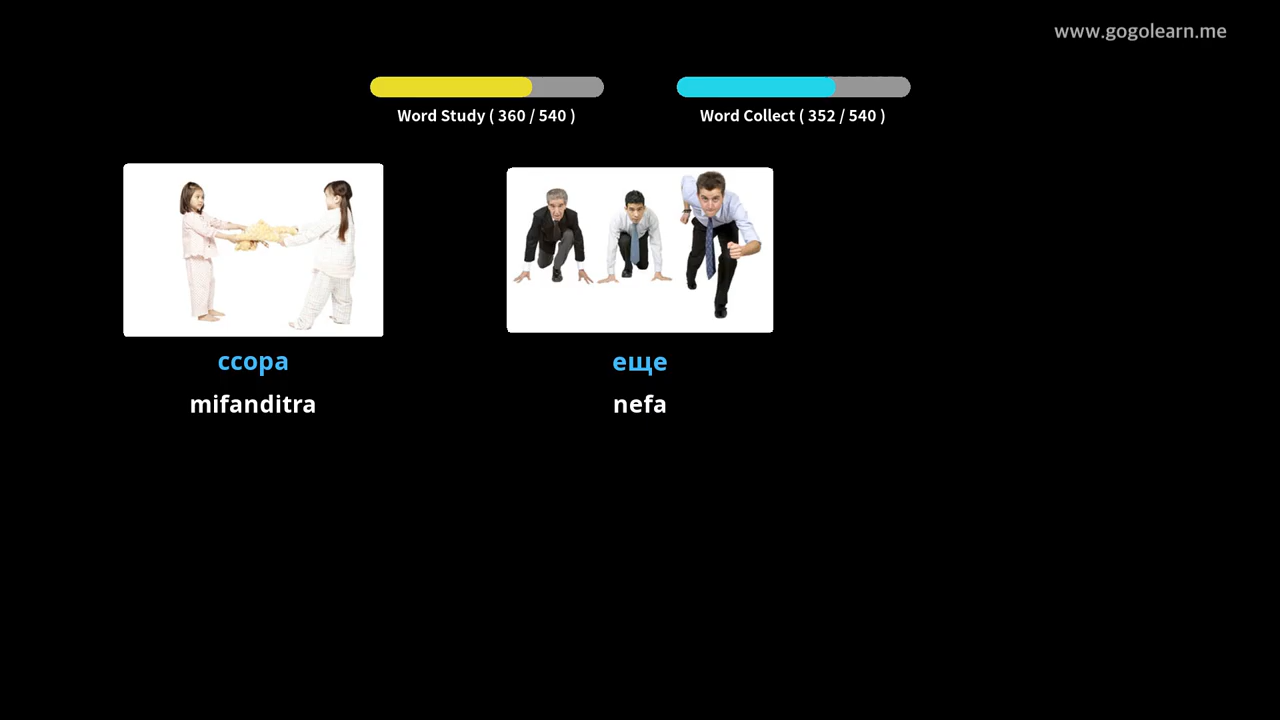 www.gogolearn.me
Word Study ( 360 / 540 )
Word Collect ( 352 / 540 )
ссора
еще
mifanditra
nefa